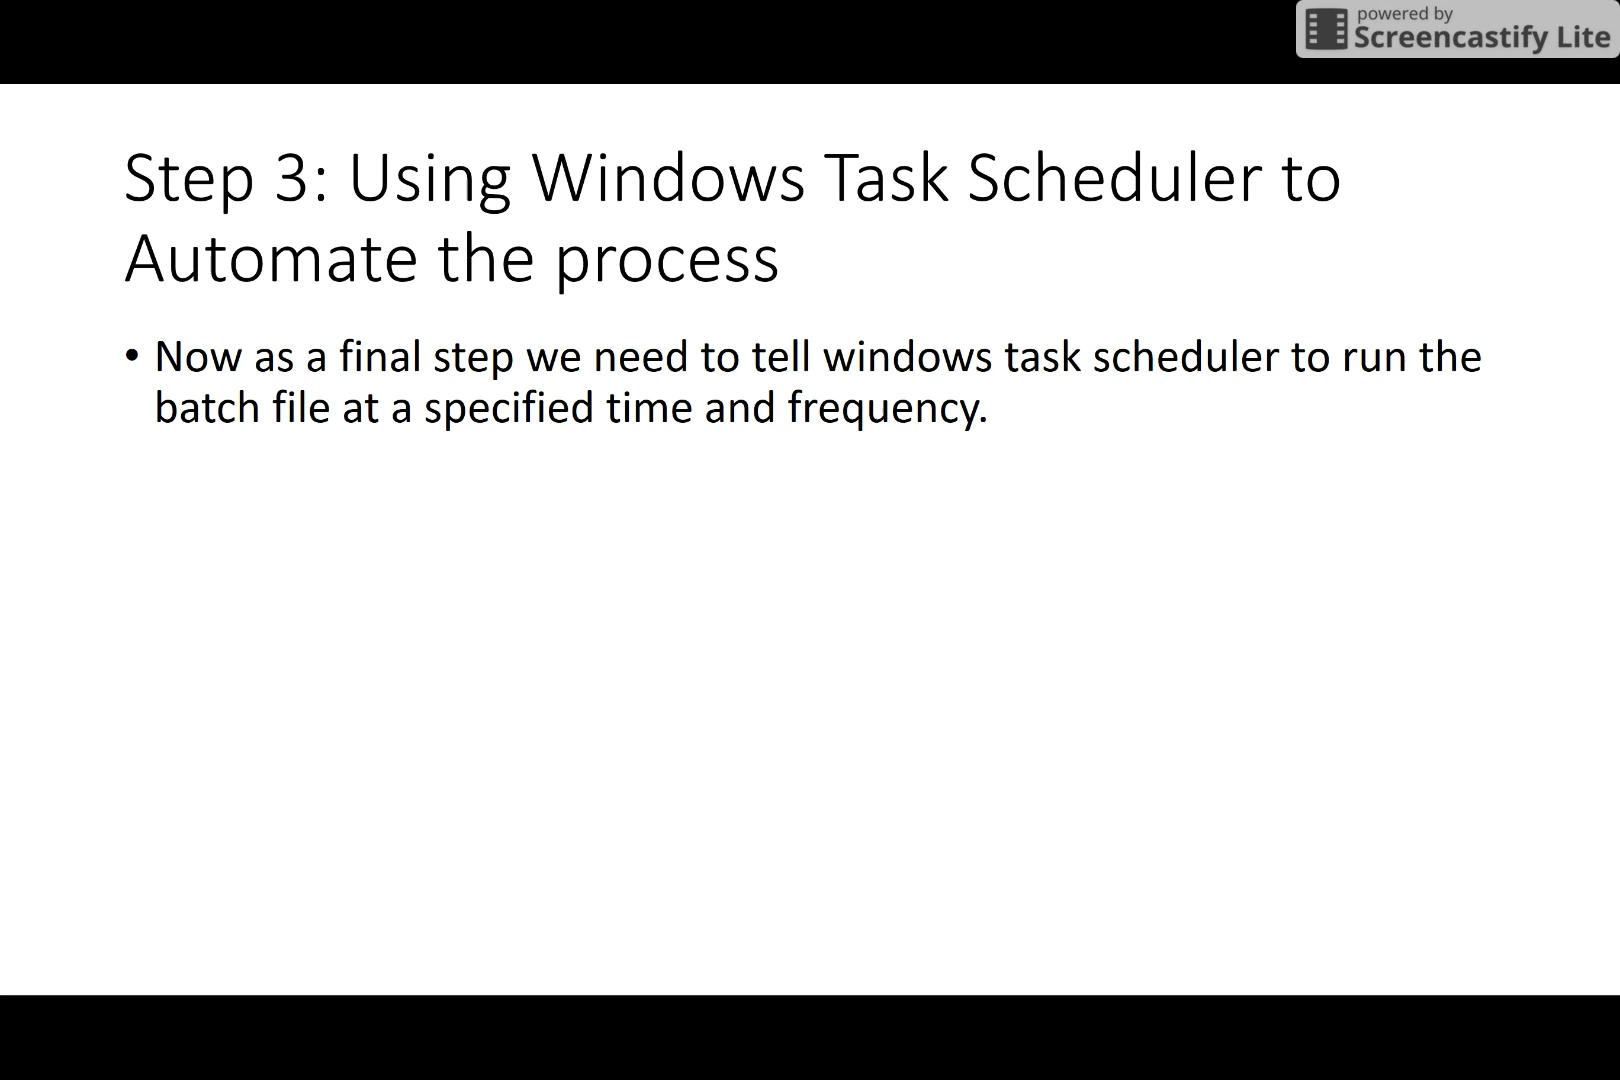 powered by
Screencastify Lite
Step 3: Using Windows Task Scheduler to
Automate the process
• Now as a final step we need to tell windows task scheduler to run the
batch file at a specified time and frequency.